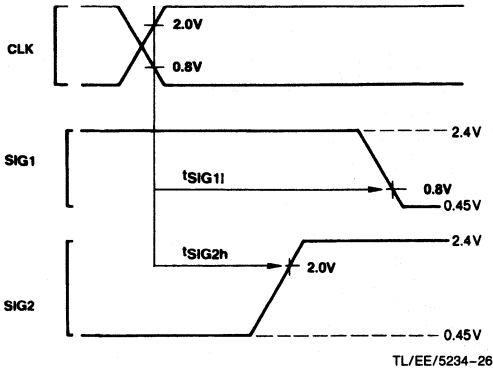 CLK
2.0V
0.8V
SIG1
2.4V
tSIG1l
0.8V
0.45V
SIG2
2.4V
tSIG2h
2.0V
0.45V
TL/EE/5234-26